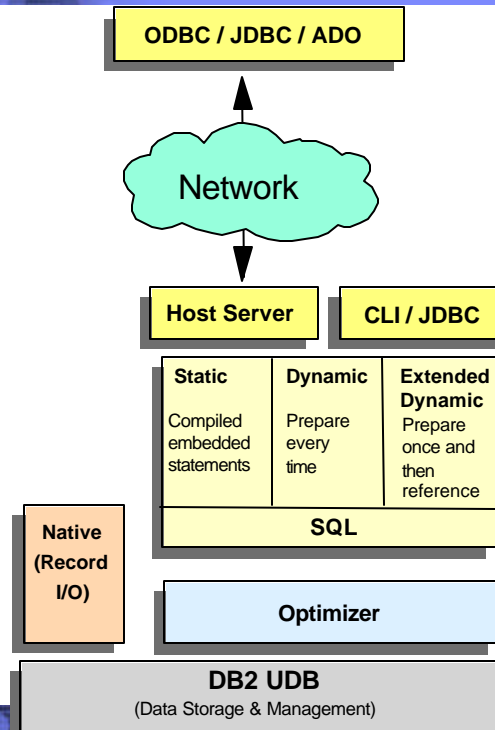 ODBC / JDBC / ADO
Network
Host Server
CLI / JDBC
Static
Compiled
embedded
statements
Dynamic
Prepare
every
time
Extended
Dynamic
Prepare
once and
then
reference
SQL
Native
(Record
I/O)
Optimizer
DB2 UDB
(Data Storage & Management)